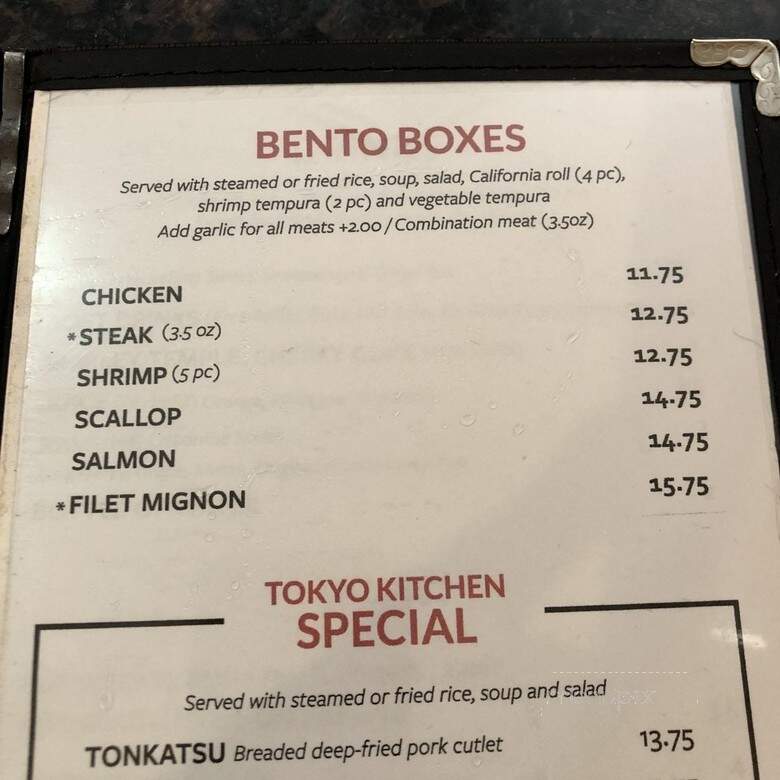 BENTO BOXES
Served with steamed or fried rice, soup, salad, California roll (4 pc),
shrimp tempura (2 pc) and vegetable tempura
Add garlic for all meats +2.00 / Combination meat (3.5oz)
CHICKEN 11.75
*STEAK (3.5 oz) 12.75
SHRIMP (5 pc) 12.75
SCALLOP 14.75
SALMON 14.75
*FILET MIGNON 15.75
TOKYO KITCHEN
SPECIAL
Served with steamed or fried rice, soup and salad
TONKATSU Breaded deep-fried pork cutlet 13.75